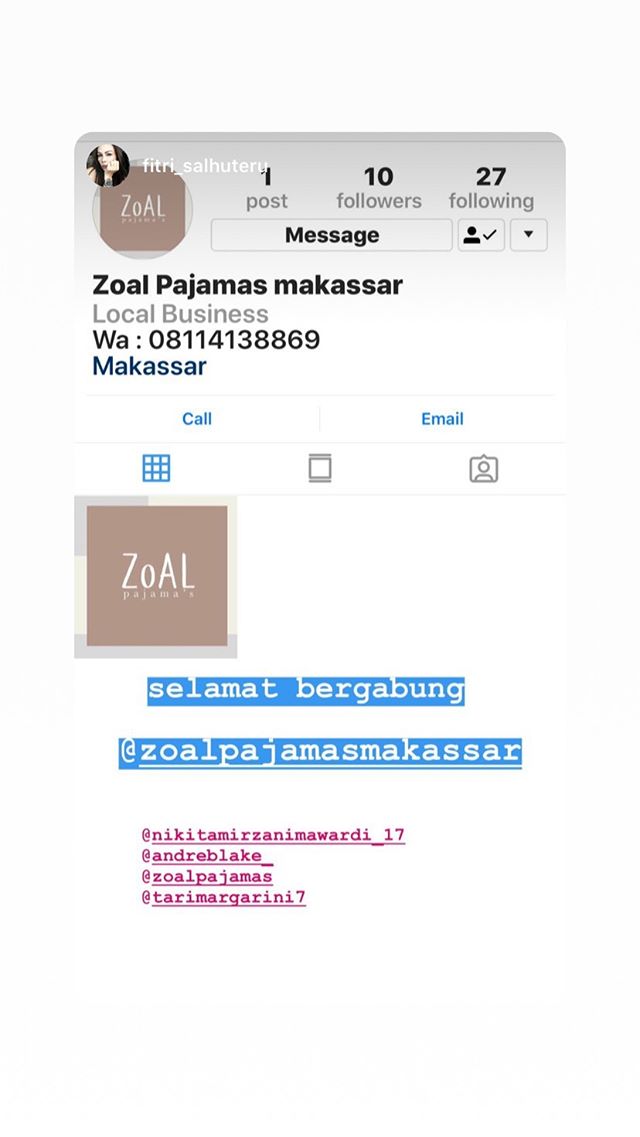 fitri_salhuteru
ZoAL
pajama's
1
10
27
post
followers
following
Message
Zoal Pajamas makassar
Local Business
Wa : 08114138869
Makassar
Call
Email
ZoAL
pajama's
selamat bergabung
@zoalpajamasmakassar
@nikitamirzanimawardi_17
@andreblake_
@zoalpajamas
@tarimargarini7